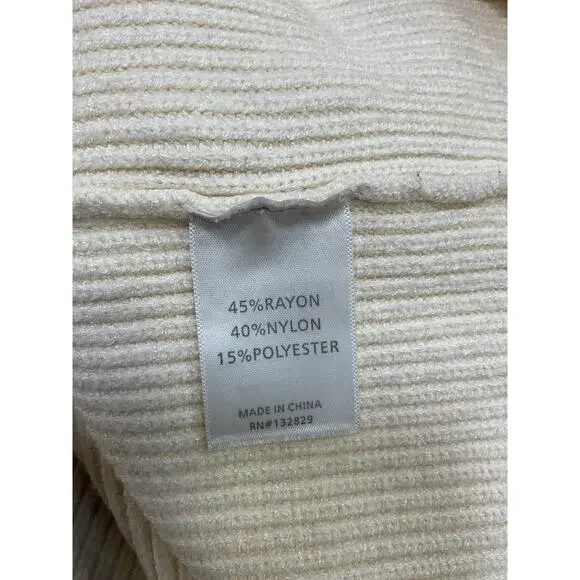 45%RAYON
40%NYLON
15%POLYESTER
MADE IN CHINA
RN#132829